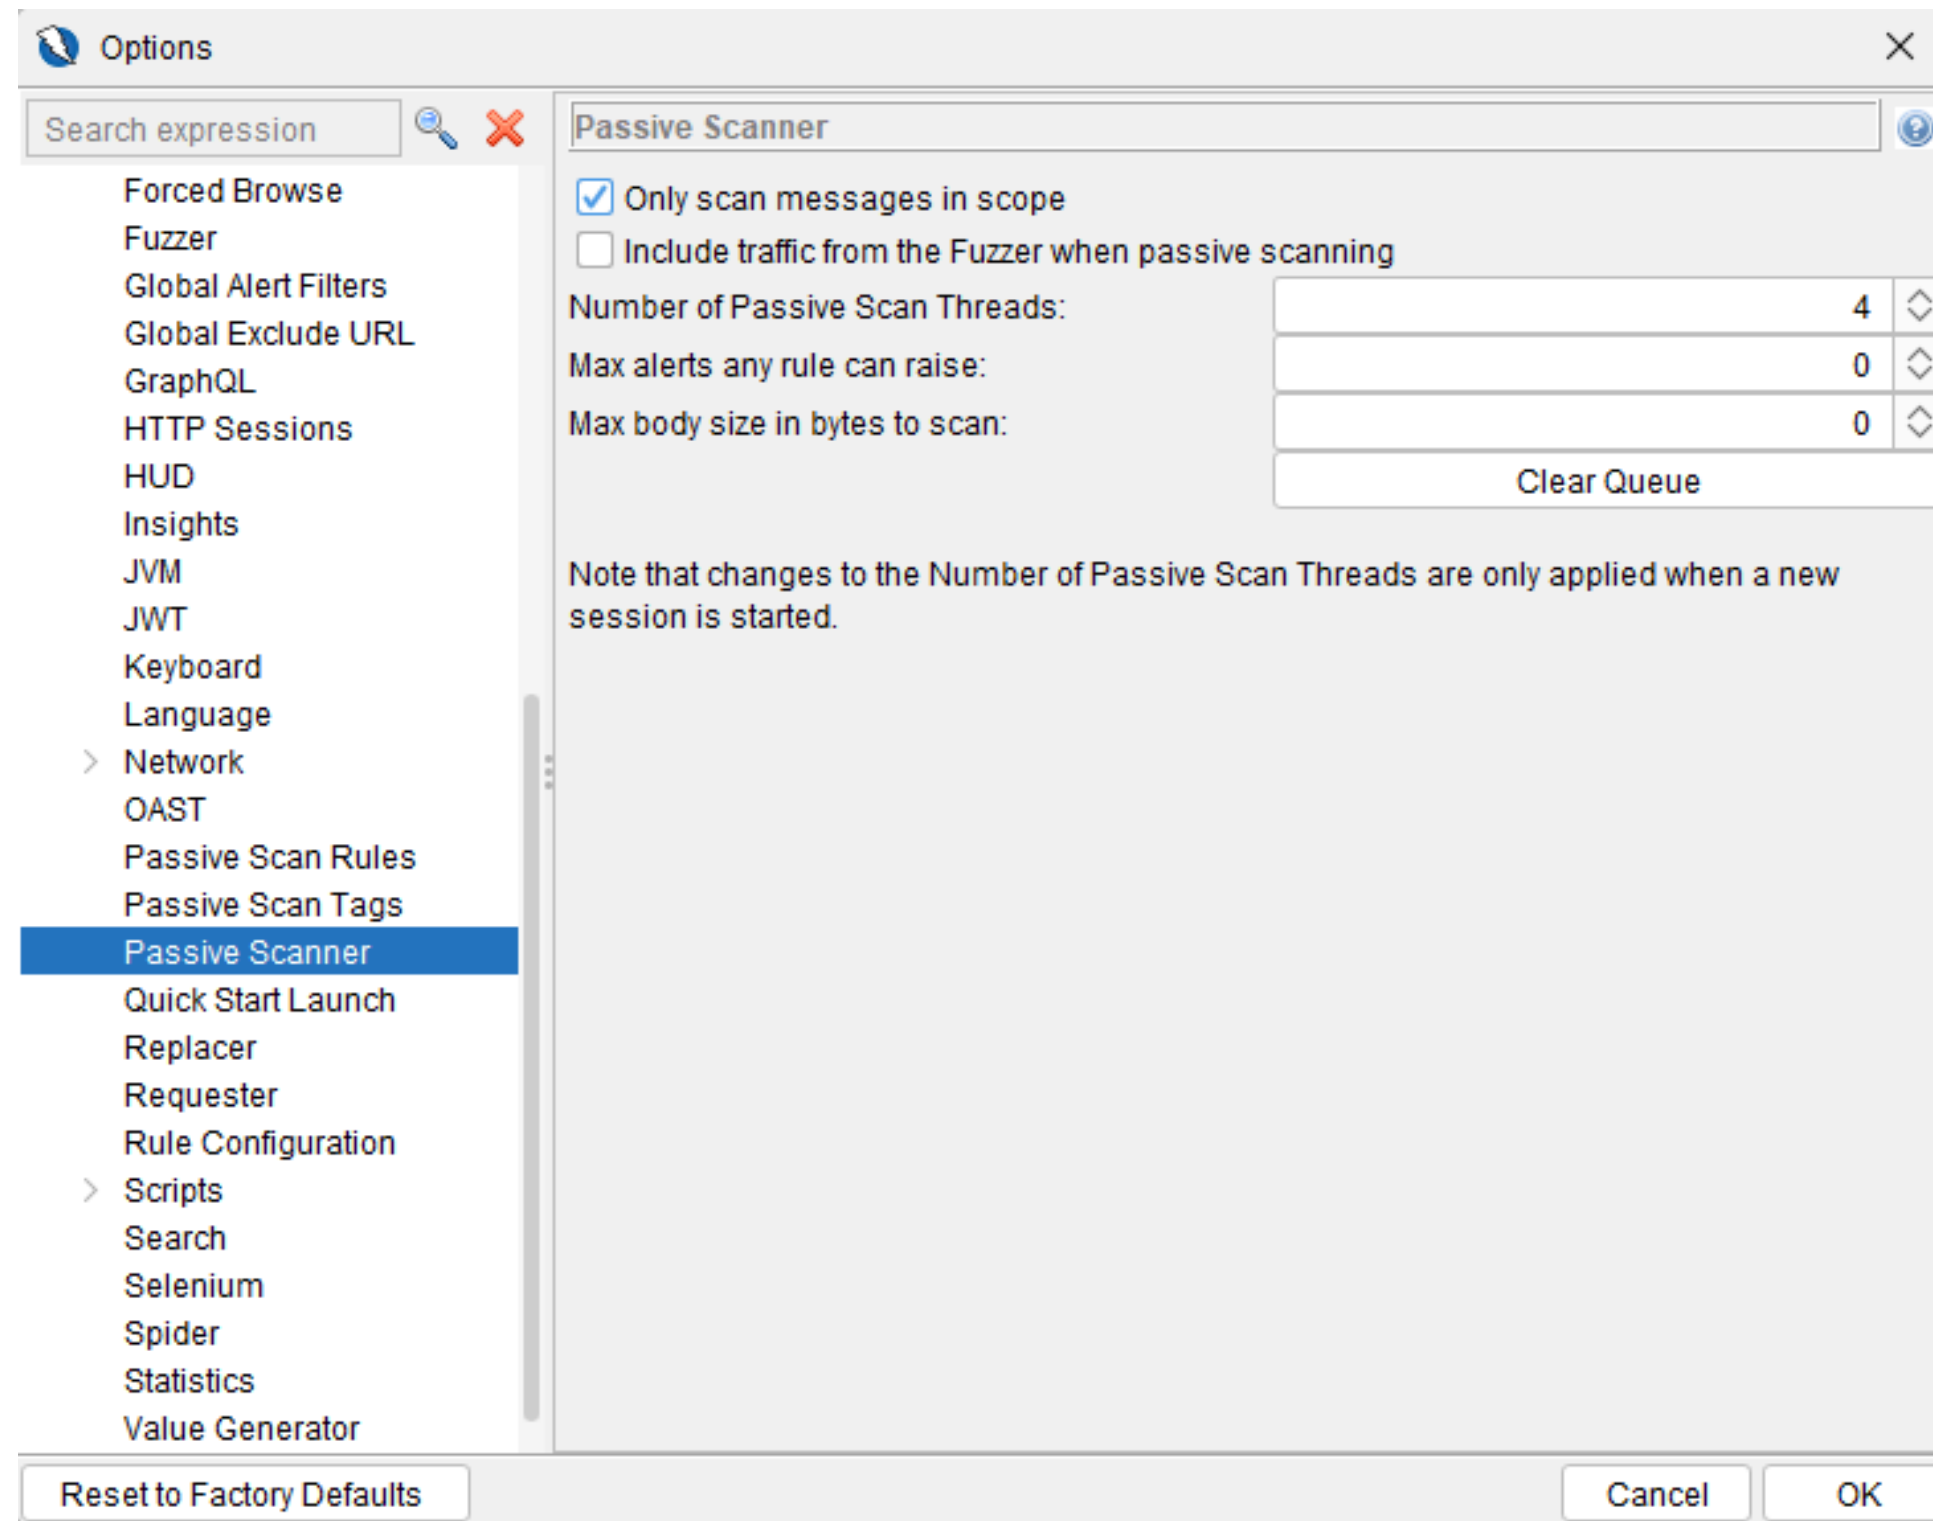 Options
Search expression
Forced Browse
Fuzzer
Global Alert Filters
Global Exclude URL
GraphQL
HTTP Sessions
HUD
Insights
JVM
JWT
Keyboard
Language
Network
OAST
Passive Scan Rules
Passive Scan Tags
Passive Scanner
Quick Start Launch
Replacer
Requester
Rule Configuration
Scripts
Search
Selenium
Spider
Statistics
Value Generator
Passive Scanner
Only scan messages in scope
Include traffic from the Fuzzer when passive scanning
Number of Passive Scan Threads: 4
Max alerts any rule can raise: 0
Max body size in bytes to scan: 0
Clear Queue
Note that changes to the Number of Passive Scan Threads are only applied when a new
session is started.
Reset to Factory Defaults
Cancel
OK